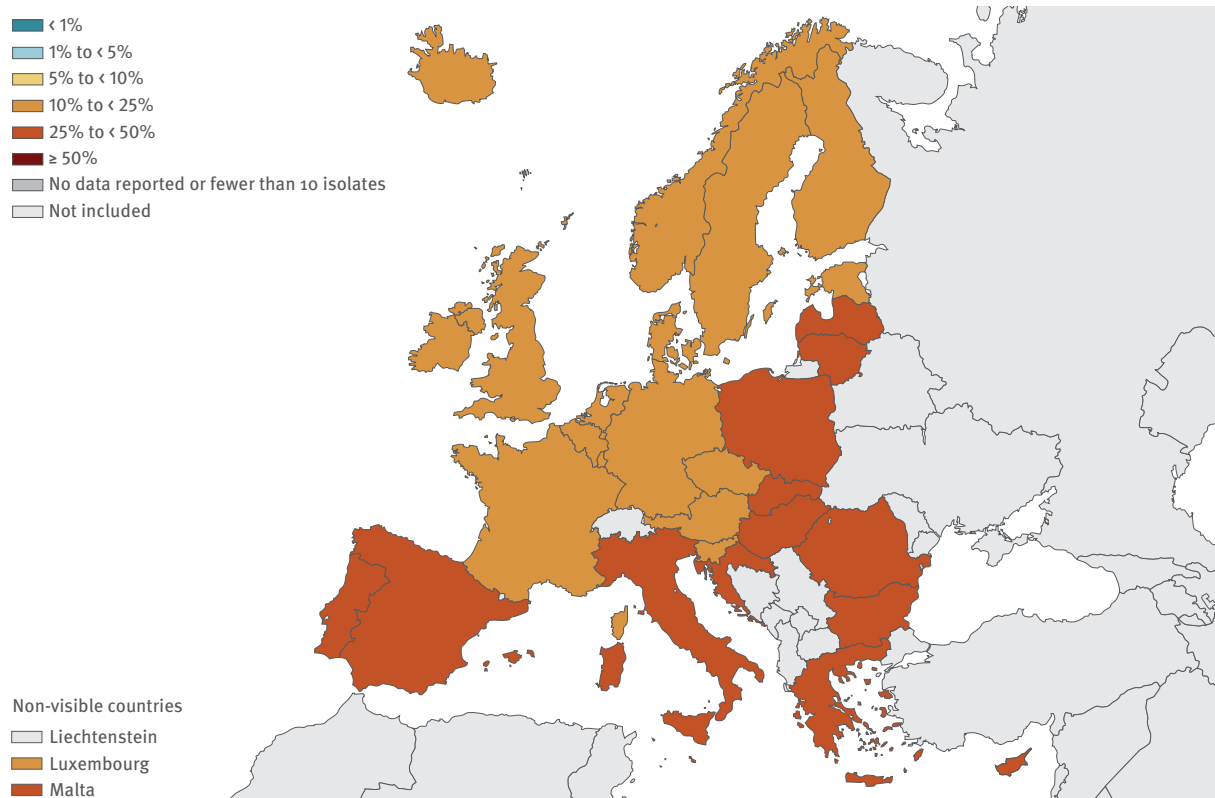 < 1%
1% to < 5%
5% to < 10%
10% to < 25%
25% to < 50%
≥ 50%
No data reported or fewer than 10 isolates
Not included
Non-visible countries
Liechtenstein
Luxembourg
Malta